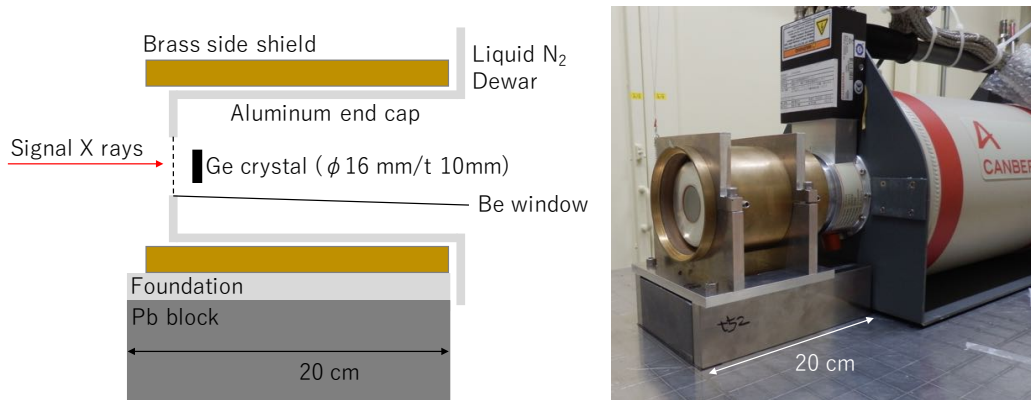 Brass side shield
Liquid N2
Dewar
Aluminum end cap
Signal X rays
Ge crystal (φ16 mm/t 10mm)
Be window
Foundation
Pb block
20 cm
t52
CANBER
20 cm